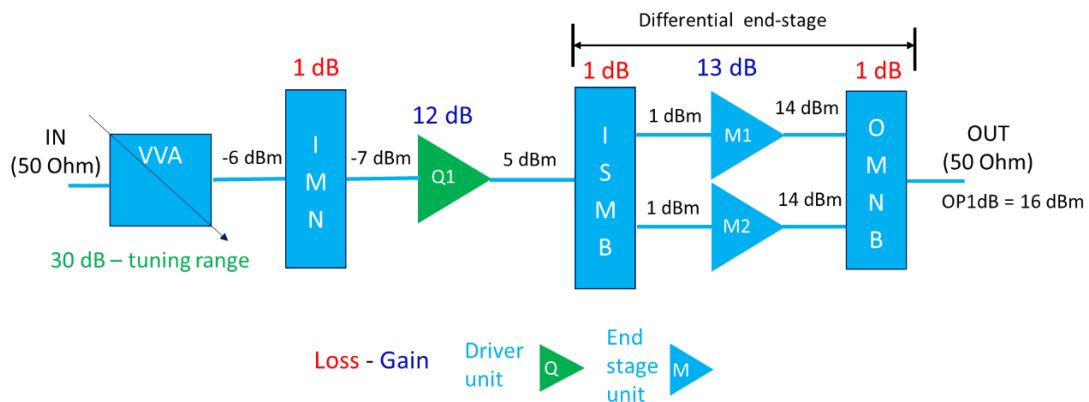 Differential end-stage
1 dB
12 dB
1 dB
13 dB
1 dB
IN
(50 Ohm)
VVA
-6 dBm
I
M
N
-7 dBm
Q1
5 dBm
I
S
M
B
1 dBm
M1
14 dBm
1 dBm
M2
14 dBm
O
M
N
B
OUT
(50 Ohm)
OP1dB = 16 dBm
30 dB – tuning range
Loss - Gain
Driver
unit
Q
End
stage
unit
M